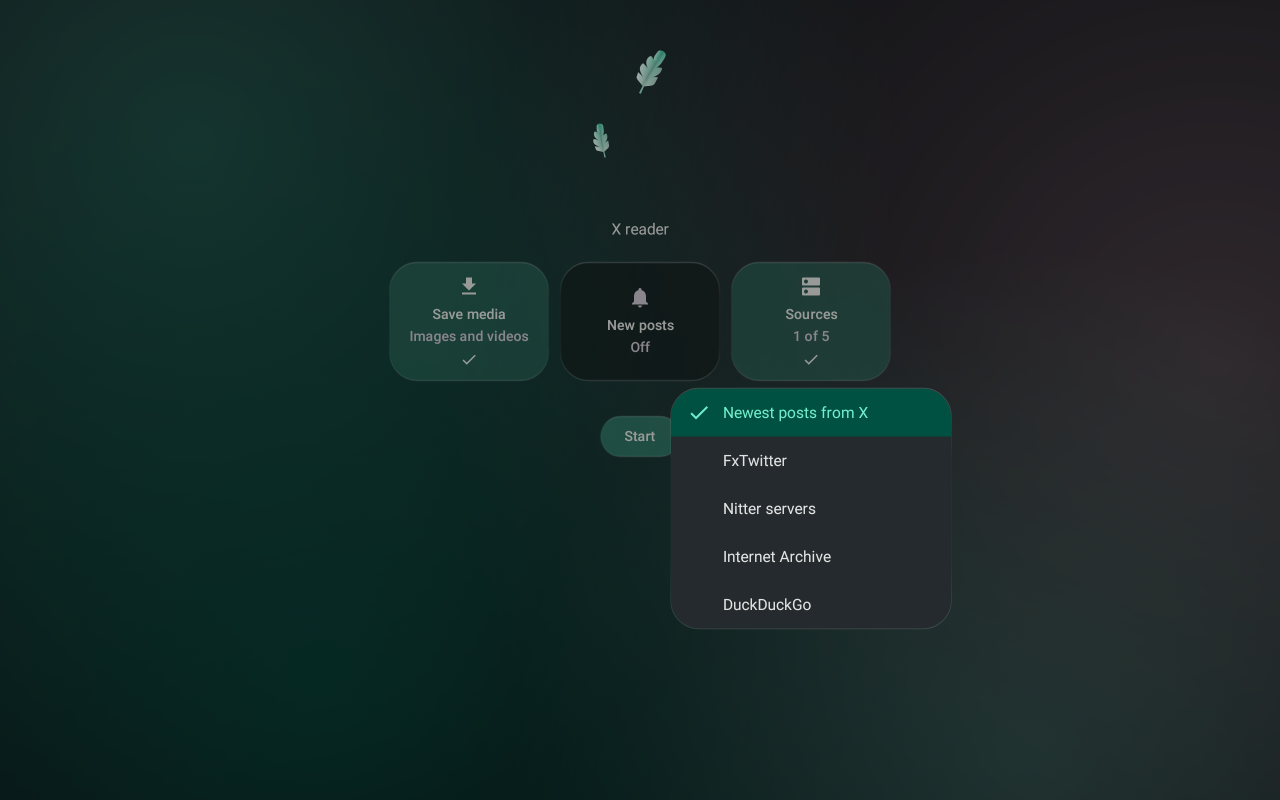 X reader
Save media
Images and videos
New posts
Off
Sources
1 of 5
Start
Newest posts from X
FxTwitter
Nitter servers
Internet Archive
DuckDuckGo